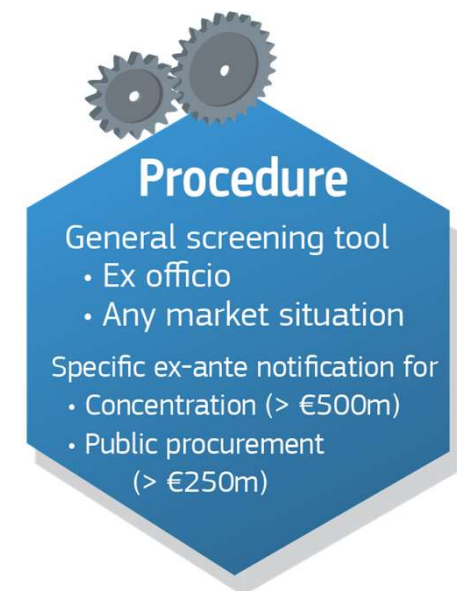 Procedure
General screening tool
• Ex officio
• Any market situation
Specific ex-ante notification for
• Concentration (> €500m)
• Public procurement
(> €250m)